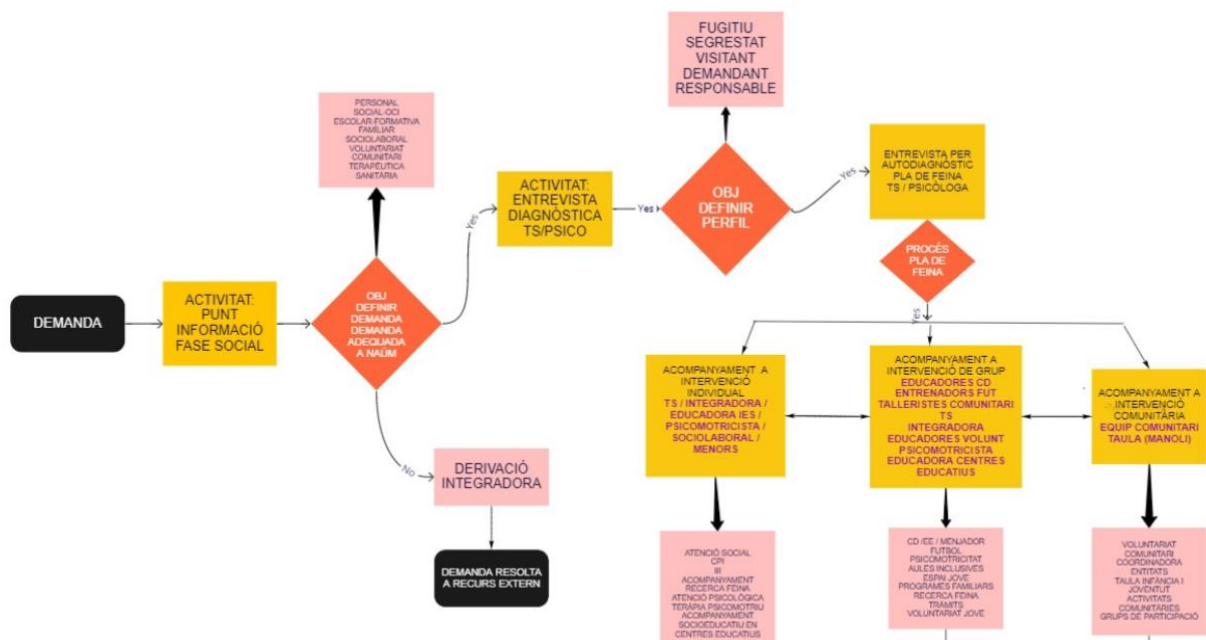 DEMANDA
ACTIVITAT:
PUNT
INFORMACIÓ
FASE SOCIAL
PERSONAL
SOCIAL-OCI
ESCOLAR-FORMATIVA
FAMÍLIAR
SOCIOLABORAL
VOLUNTARIAT
COMUNITARI
TERAPÈUTICA
SANITÀRIA
OBJ
DEFINIR
DEMANDA
DEMANDA
ADEQUADA
A NAÜM
Yes
No
DERIVACIÓ
INTEGRADORA
DEMANDA RESOLTA
A RECURS EXTERN
ACTIVITAT:
ENTREVISTA
DIAGNÒSTICA
TS/PSICO
Yes
FUGITIU
SEGRESTAT
VISITANT
DEMANDANT
RESPONSABLE
OBJ
DEFINIR
PERFIL
Yes
ENTREVISTA PER
AUTODIAGNÒSTIC
PLA DE FEINA
TS / PSICÒLOGA
PROCÉS
PLA DE
FEINA
Yes
ACOMPANYAMENT A
INTERVENCIÓ
INDIVIDUAL
TS / INTEGRADORA /
EDUCADORA IES /
PSICOMOTRICISTA /
SOCIOLABORAL /
MENORS
ACOMPANYAMENT A
INTERVENCIÓ DE GRUP
EDUCADORES CD
ENTRENADORS FUT
TALLERISTES COMUNITARI
TS
INTEGRADORA
EDUCADORES VOLUNT
PSICOMOTRICISTA
EDUCADORA CENTRES
EDUCATIUS
ACOMPANYAMENT A
INTERVENCIÓ
COMUNITÀRIA
EQUIP COMUNITARI
TAULA (MANOLI)
ATENCIÓ SOCIAL
CPI
III
ACOMPANYAMENT
RECERCA FEINA
ATENCIÓ PSICOLÓGICA
TERÀPIA PSICOMOTRIU
ACOMPANYAMENT
SOCIOEDUCATIU EN
CENTRES EDUCATIUS
CD /EE / MENJADOR
FUTBOL
PSICOMOTRICITAT
AULES INCLUSIVES
ESPAI JOVE
PROGRAMES FAMILIARS
RECERCA FEINA
TRÀMITS
VOLUNTARIAT JOVE
VOLUNTARIAT
COMUNITARI
COORDINADORA
ENTITATS
TAULA INFÀNCIA I
JOVENTUT
ACTIVITATS
COMUNITÀRIES
GRUPS DE PARTICIPACIÓ